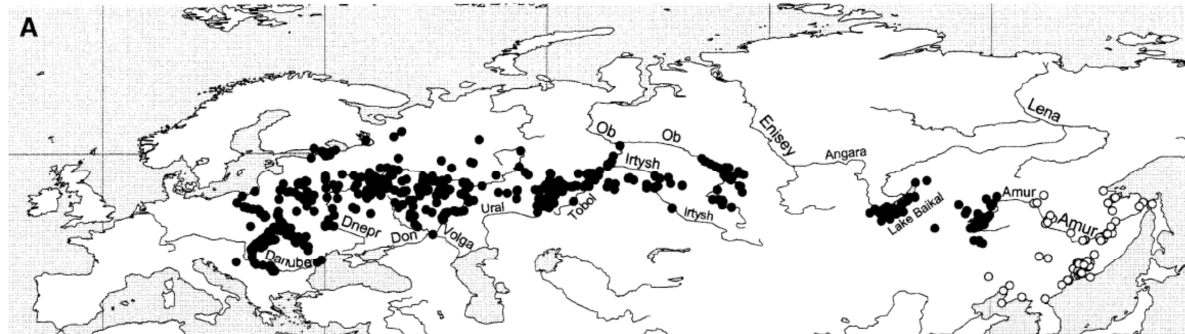 A
Ob
Ob
Enisey
Lena
Angara
Irtysh
Irtysh
Tobol
Ural
Volga
Don
Dnepr
Danube
Lake Baikal
Amur
Amur